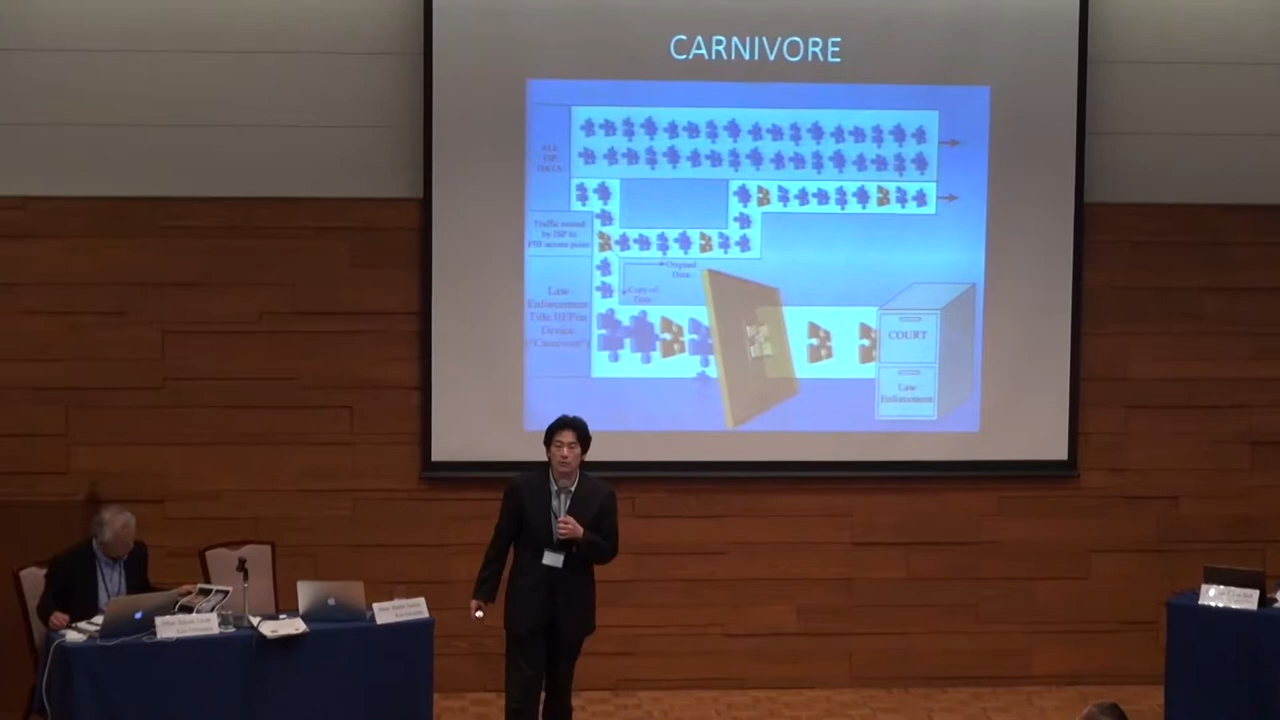 CARNIVORE
ALL
ISP
DATA
Traffic routed
by ISP to
FBI access point
Original
Data
Copy of
Data
Law
Enforcement
Device
("Carnivore")
COURT
Law
Enforcement